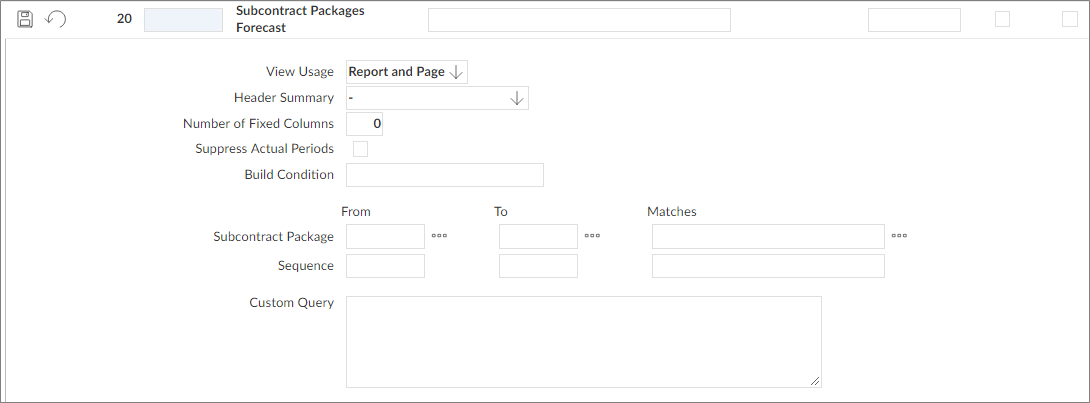 20 Subcontract Packages
Forecast
View Usage Report and Page
Header Summary -
Number of Fixed Columns 0
Suppress Actual Periods
Build Condition
From To Matches
Subcontract Package
Sequence
Custom Query